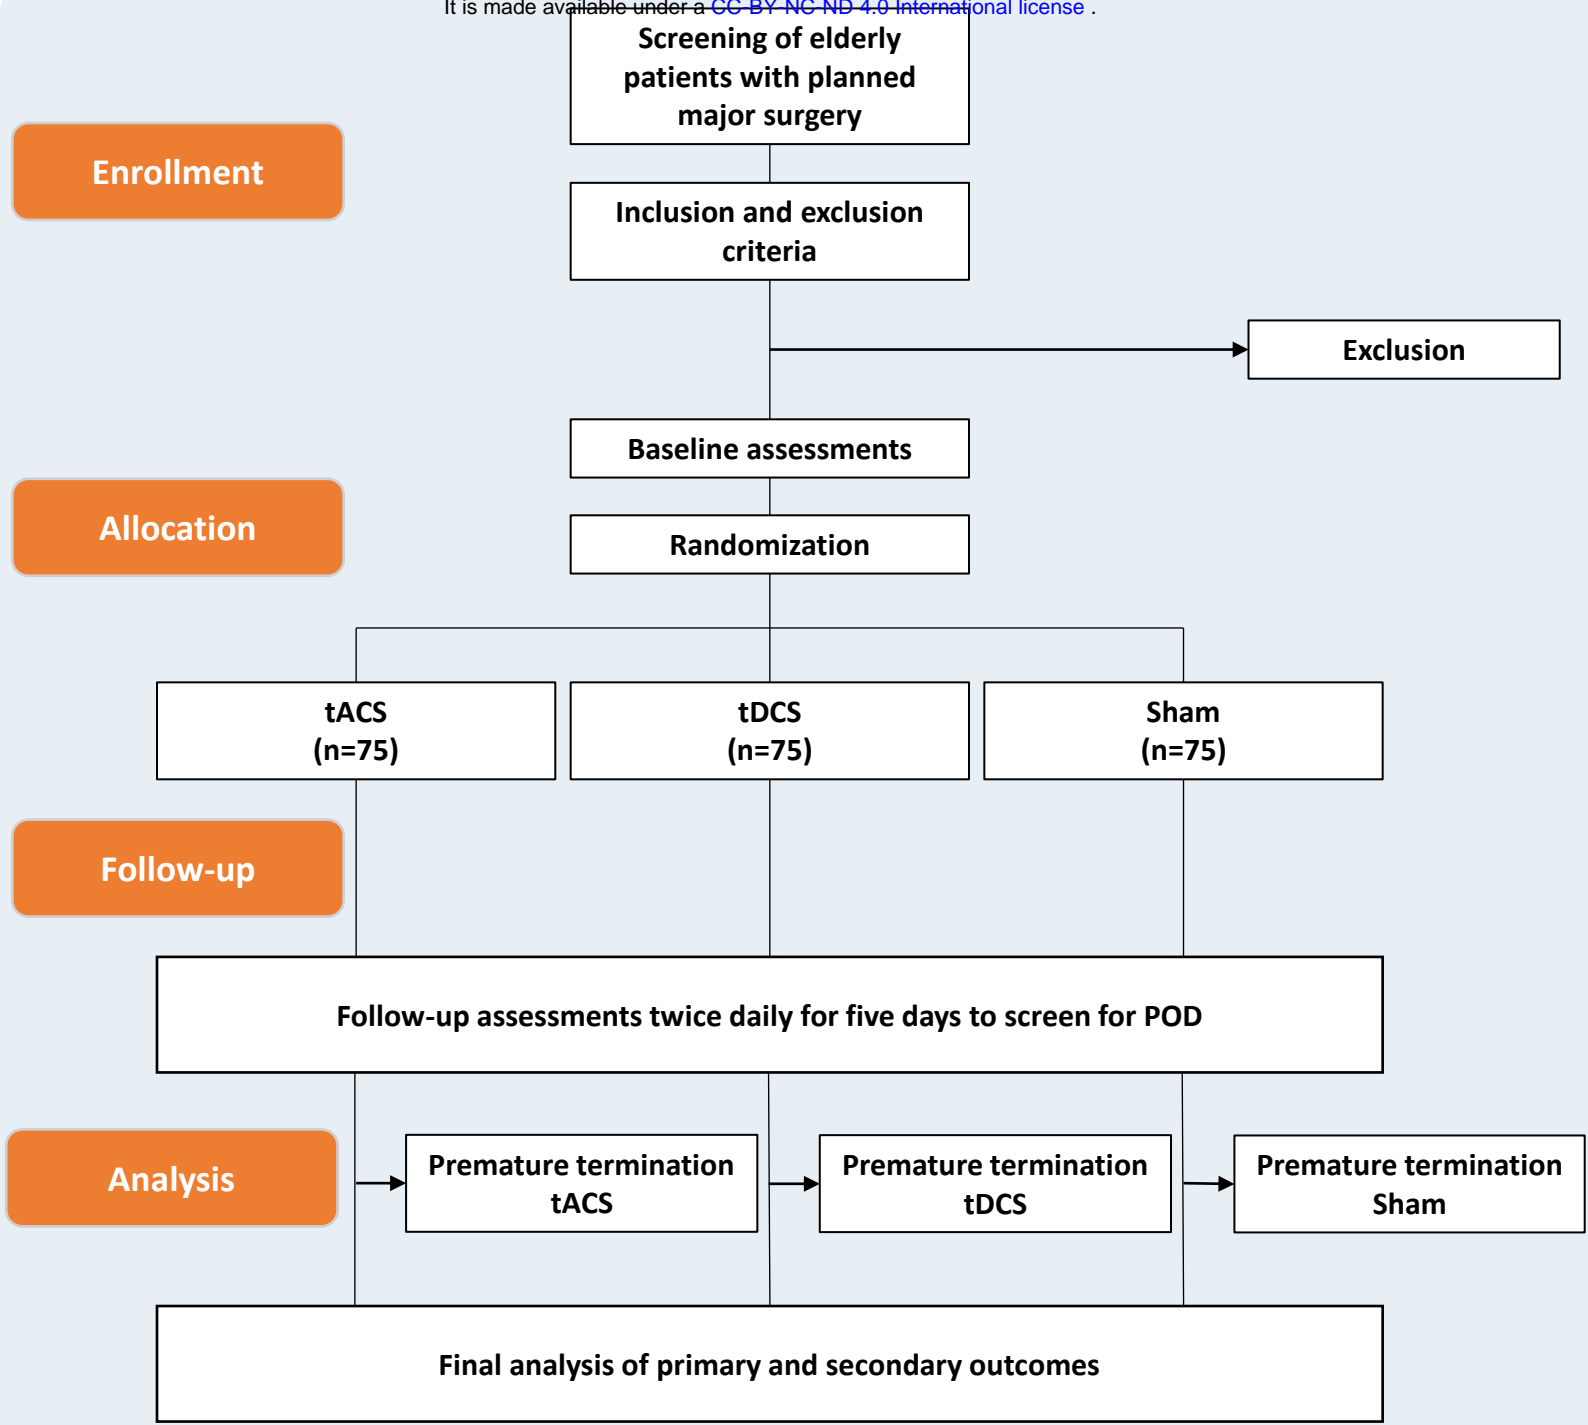 It is made available under a CC-BY-NC-ND 4.0 International license .
Screening of elderly
patients with planned
major surgery
Enrollment
Inclusion and exclusion
criteria
Exclusion
Baseline assessments
Allocation
Randomization
tACS
(n=75)
tDCS
(n=75)
Sham
(n=75)
Follow-up
Follow-up assessments twice daily for five days to screen for POD
Analysis
Premature termination
tACS
Premature termination
tDCS
Premature termination
Sham
Final analysis of primary and secondary outcomes